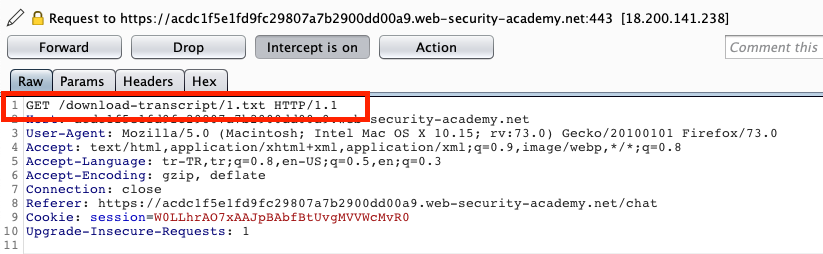 Request to https://acdc1f5e1fd9fc29807a7b2900dd00a9.web-security-academy.net:443 [18.200.141.238]
Forward Drop Intercept is on Action Comment this
Raw Params Headers Hex
1 GET /download-transcript/1.txt HTTP/1.1
2 Host: acdc1f5e1fd9fc29807a7b2900dd00a9.web-security-academy.net
3 User-Agent: Mozilla/5.0 (Macintosh; Intel Mac OS X 10.15; rv:73.0) Gecko/20100101 Firefox/73.0
4 Accept: text/html,application/xhtml+xml,application/xml;q=0.9,image/webp,*/*;q=0.8
5 Accept-Language: tr-TR,tr;q=0.8,en-US;q=0.5,en;q=0.3
6 Accept-Encoding: gzip, deflate
7 Connection: close
8 Referer: https://acdc1f5e1fd9fc29807a7b2900dd00a9.web-security-academy.net/chat
9 Cookie: session=W0LLhrAO7xAAJpBAbfBtUvgMVVWcMvR0
10 Upgrade-Insecure-Requests: 1
11